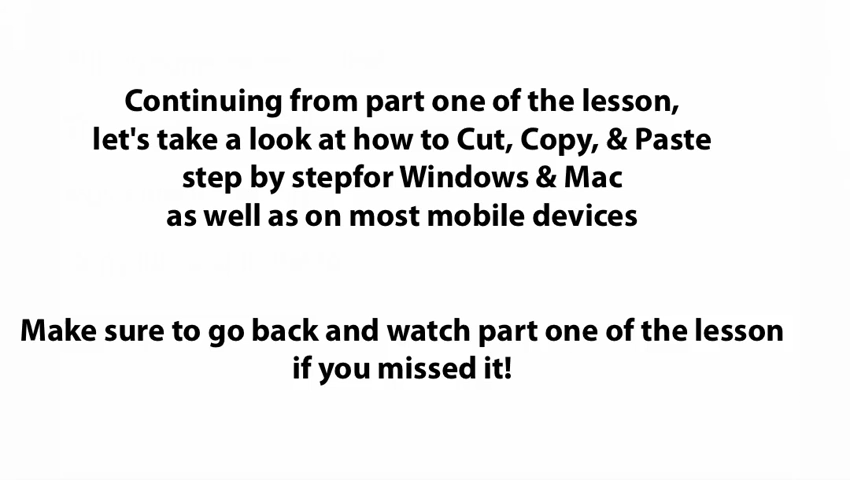 Continuing from part one of the lesson,
let's take a look at how to Cut, Copy, & Paste
step by stepfor Windows & Mac
as well as on most mobile devices
Make sure to go back and watch part one of the lesson
if you missed it!